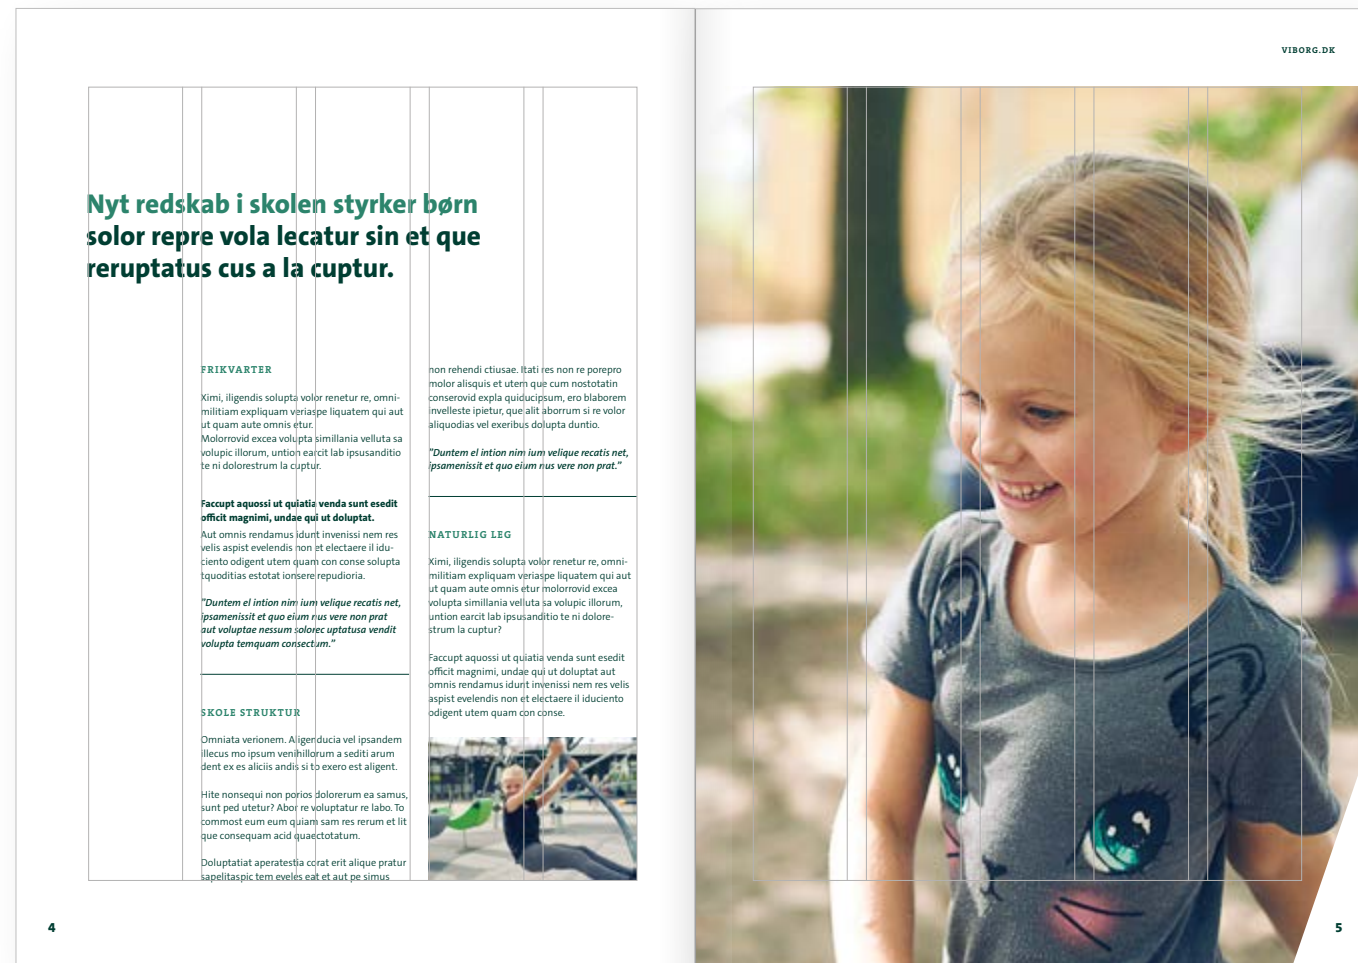 VIBORG.DK
Nyt redskab i skolen styrker børn
solor repre vola lecatur sin et que
reruptatus cus a la cuptur.
FRIKVARTER
Ximi, iligendis solupta volor renetur re, omni-
militiam expliquam veriaspe liquatem qui aut
ut quam aute omnis etur.
Molorrovid excea volupta simillania velluta sa
volupic illorum, untion earcit lab ipsusanditio
te ni dolorestrum la cuptur.
Faccupt aquossi ut quiatia venda sunt esedit
officit magnimi, undae qui ut doluptat.
Aut omnis rendamus idunt invenissi nem res
velis aspist evelendis non et electaere il idu-
ciento odigent utem quam con conse solupta
tquoditias estotat ionsere repudioria.
"Duntem el intion nim ium velique recatis net,
ipsamenissit et quo eium nus vere non prat
aut voluptae nessum solorec uptatusa vendit
volupta temquam consectum."
SKOLE STRUKTUR
Omniata verionem. Aligenducia vel ipsandem
illecus mo ipsum venihillorum a sediti arum
dent ex es aliciis andis si to exero est aligent.
Hite nonsequi non porios dolorerum ea samus,
sunt ped utetur? Abor re voluptatur re labo. To
commost eum eum quiam sam res rerum et lit
que consequam acid quaectotatum.
Doluptatiat aperatestia corat erit alique pratur
sapelitaspic tem eveles eat et aut pe simus
non rehendi ctiusae. Itati res non re porepro
molor alisquis et utem que cum nostotatin
conserovid expla quiducipsum, ero blaborem
invelleste ipietur, que alit aborrum si re volor
aliquodias vel exeribus dolupta duntio.
"Duntem el intion nim ium velique recatis net,
ipsamenissit et quo eium nus vere non prat."
NATURLIG LEG
Ximi, iligendis solupta volor renetur re, omni-
militiam expliquam veriaspe liquatem qui aut
ut quam aute omnis etur molorrovid excea
volupta simillania velluta sa volupic illorum,
untion earcit lab ipsusanditio te ni dolore-
strum la cuptur?
Faccupt aquossi ut quiatia venda sunt esedit
officit magnimi, undae qui ut doluptat aut
omnis rendamus idunt invenissi nem res velis
aspist evelendis non et electaere il iduciento
odigent utem quam con conse.
4
5